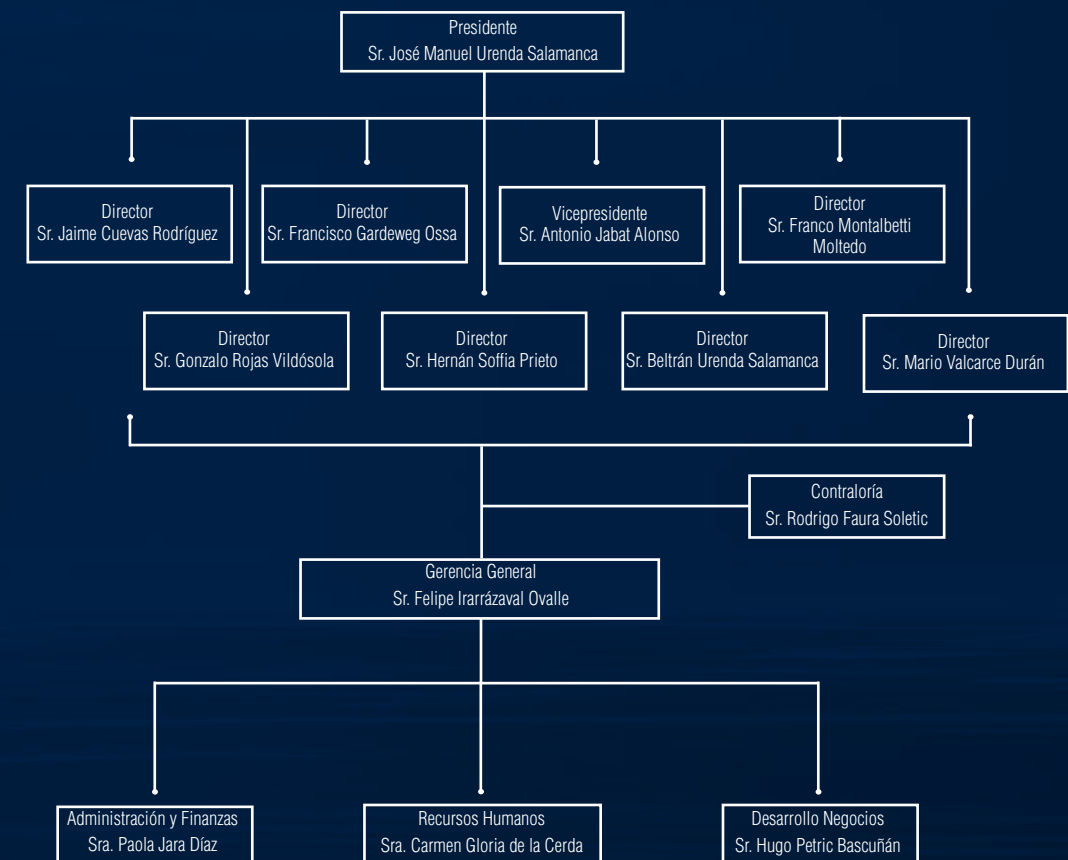 Presidente
Sr. José Manuel Urenda Salamanca
Director
Sr. Jaime Cuevas Rodríguez
Director
Sr. Francisco Gardeweg Ossa
Vicepresidente
Sr. Antonio Jabat Alonso
Director
Sr. Franco Montalbetti
Moltedo
Director
Sr. Gonzalo Rojas Vildósola
Director
Sr. Hernán Soffia Prieto
Director
Sr. Beltrán Urenda Salamanca
Director
Sr. Mario Valcarce Durán
Contraloría
Sr. Rodrigo Faura Soletic
Gerencia General
Sr. Felipe Irarrázaval Ovalle
Administración y Finanzas
Sra. Paola Jara Díaz
Recursos Humanos
Sra. Carmen Gloria de la Cerda
Desarrollo Negocios
Sr. Hugo Petric Bascuñán